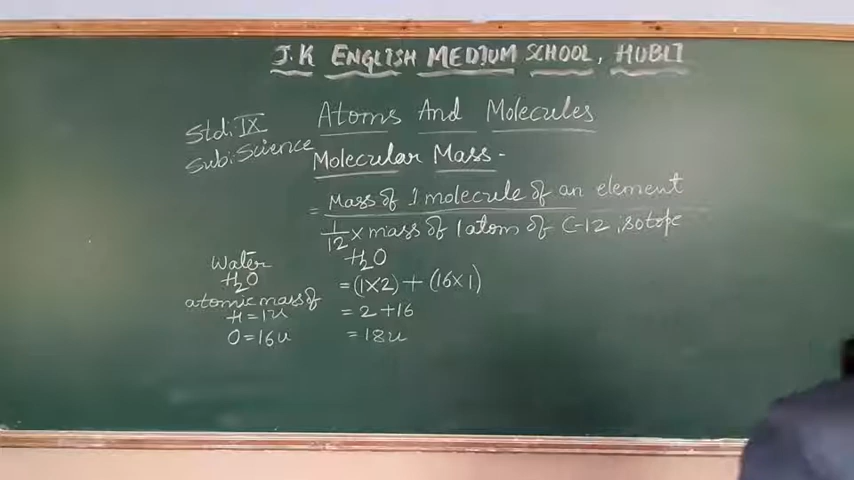 J.K ENGLISH MEDIUM SCHOOL, HUBLI
Std: IX
Sub: Science
Atoms And Molecules
Molecular Mass -
= Mass of 1 molecule of an element
1/12 x mass of 1 atom of C-12 isotope
Water
H2O
atomic mass of
H = 1u
O = 16u
H2O
= (1x2) + (16x1)
= 2 + 16
= 18u